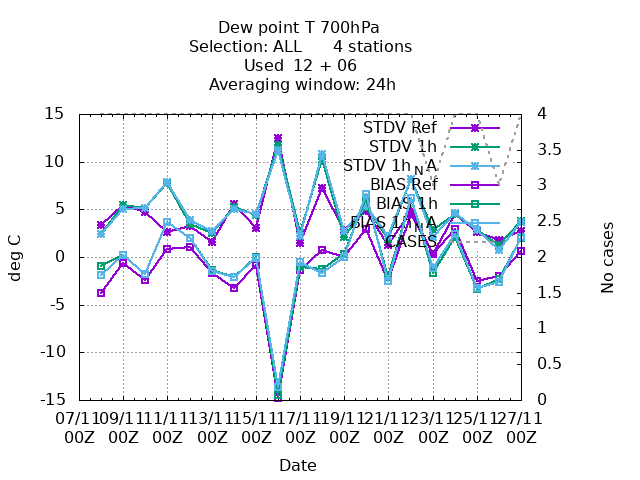 Dew point T 700hPa
Selection: ALL 4 stations
Used 12 + 06
Averaging window: 24h
15 4
STDV Ref
3.5
STDV 1h
10 STDV 1h_NA
3
BIAS Ref
5 BIAS 1h
2.5
BIAS 1h_NA
CASES
0 2
deg C
No cases
-5 1.5
1
-10
0.5
-15 0
07/11 09/11 11/11 13/11 15/11 17/11 19/11 21/11 23/11 25/11 27/11
00Z 00Z 00Z 00Z 00Z 00Z 00Z 00Z 00Z 00Z 00Z
Date